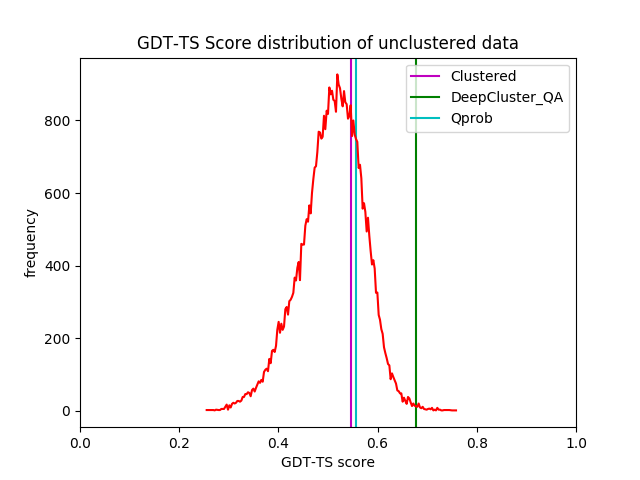 GDT-TS Score distribution of unclustered data
Clustered
DeepCluster_QA
Qprob
800
600
400
200
0
frequency
0.0 0.2 0.4 0.6 0.8 1.0
GDT-TS score